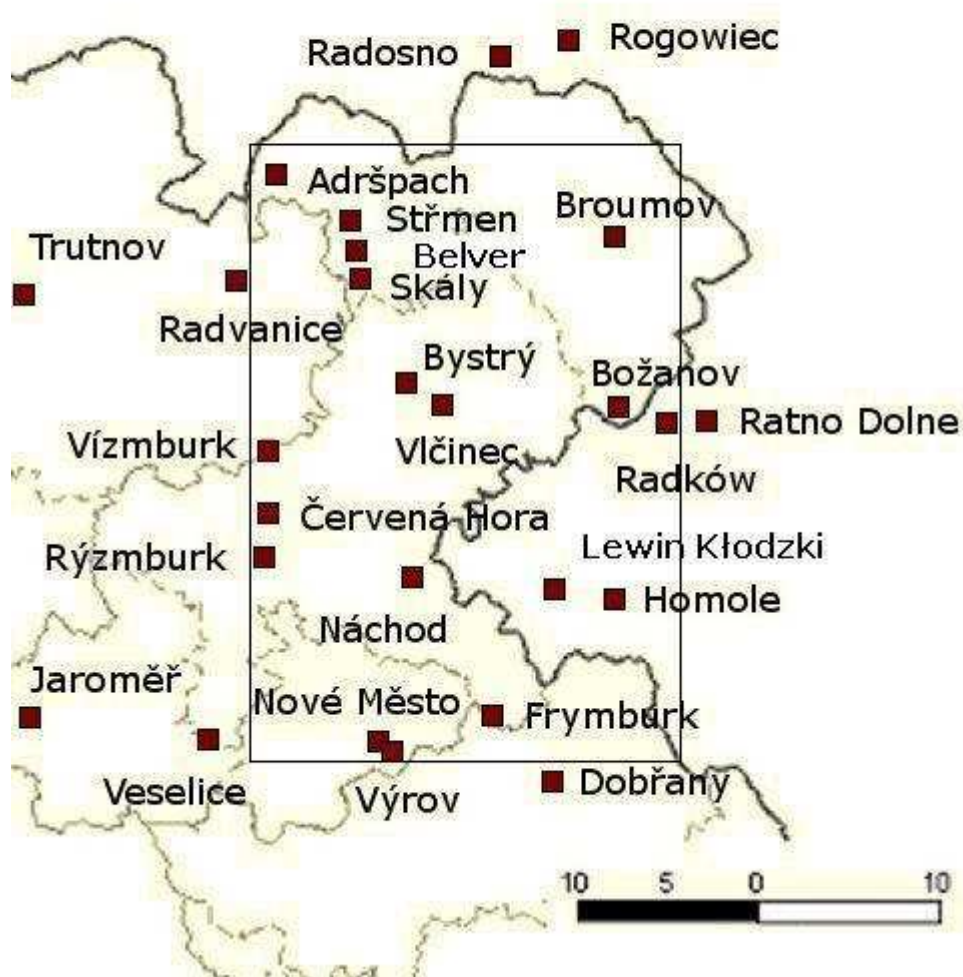 Rogowiec
Radosno
Adršpach
Broumov
Střmen
Trutnov
Belver
Skály
Radvanice
Bystrý
Božanov
Ratno Dolne
Vízmburk
Vlčinec
Radków
Červená Hora
Lewin Kłodzki
Rýzmburk
Homole
Náchod
Jaroměř
Nové Město
Frymburk
Dobřany
Veselice
Výrov
10 5 0 10